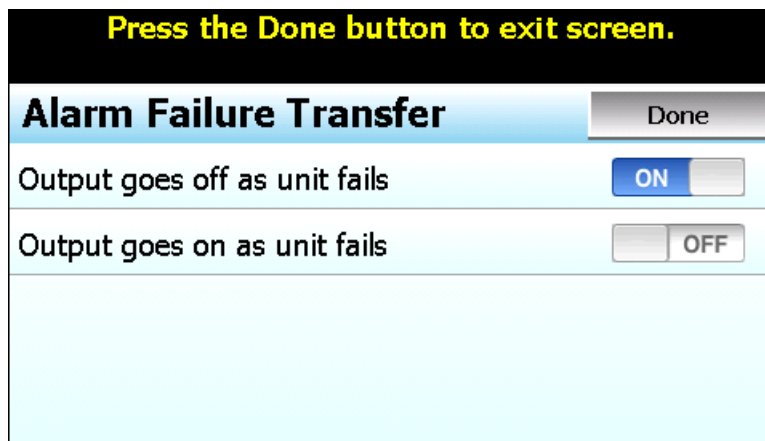 Press the Done button to exit screen.
Alarm Failure Transfer
Done
Output goes off as unit fails
ON
Output goes on as unit fails
OFF